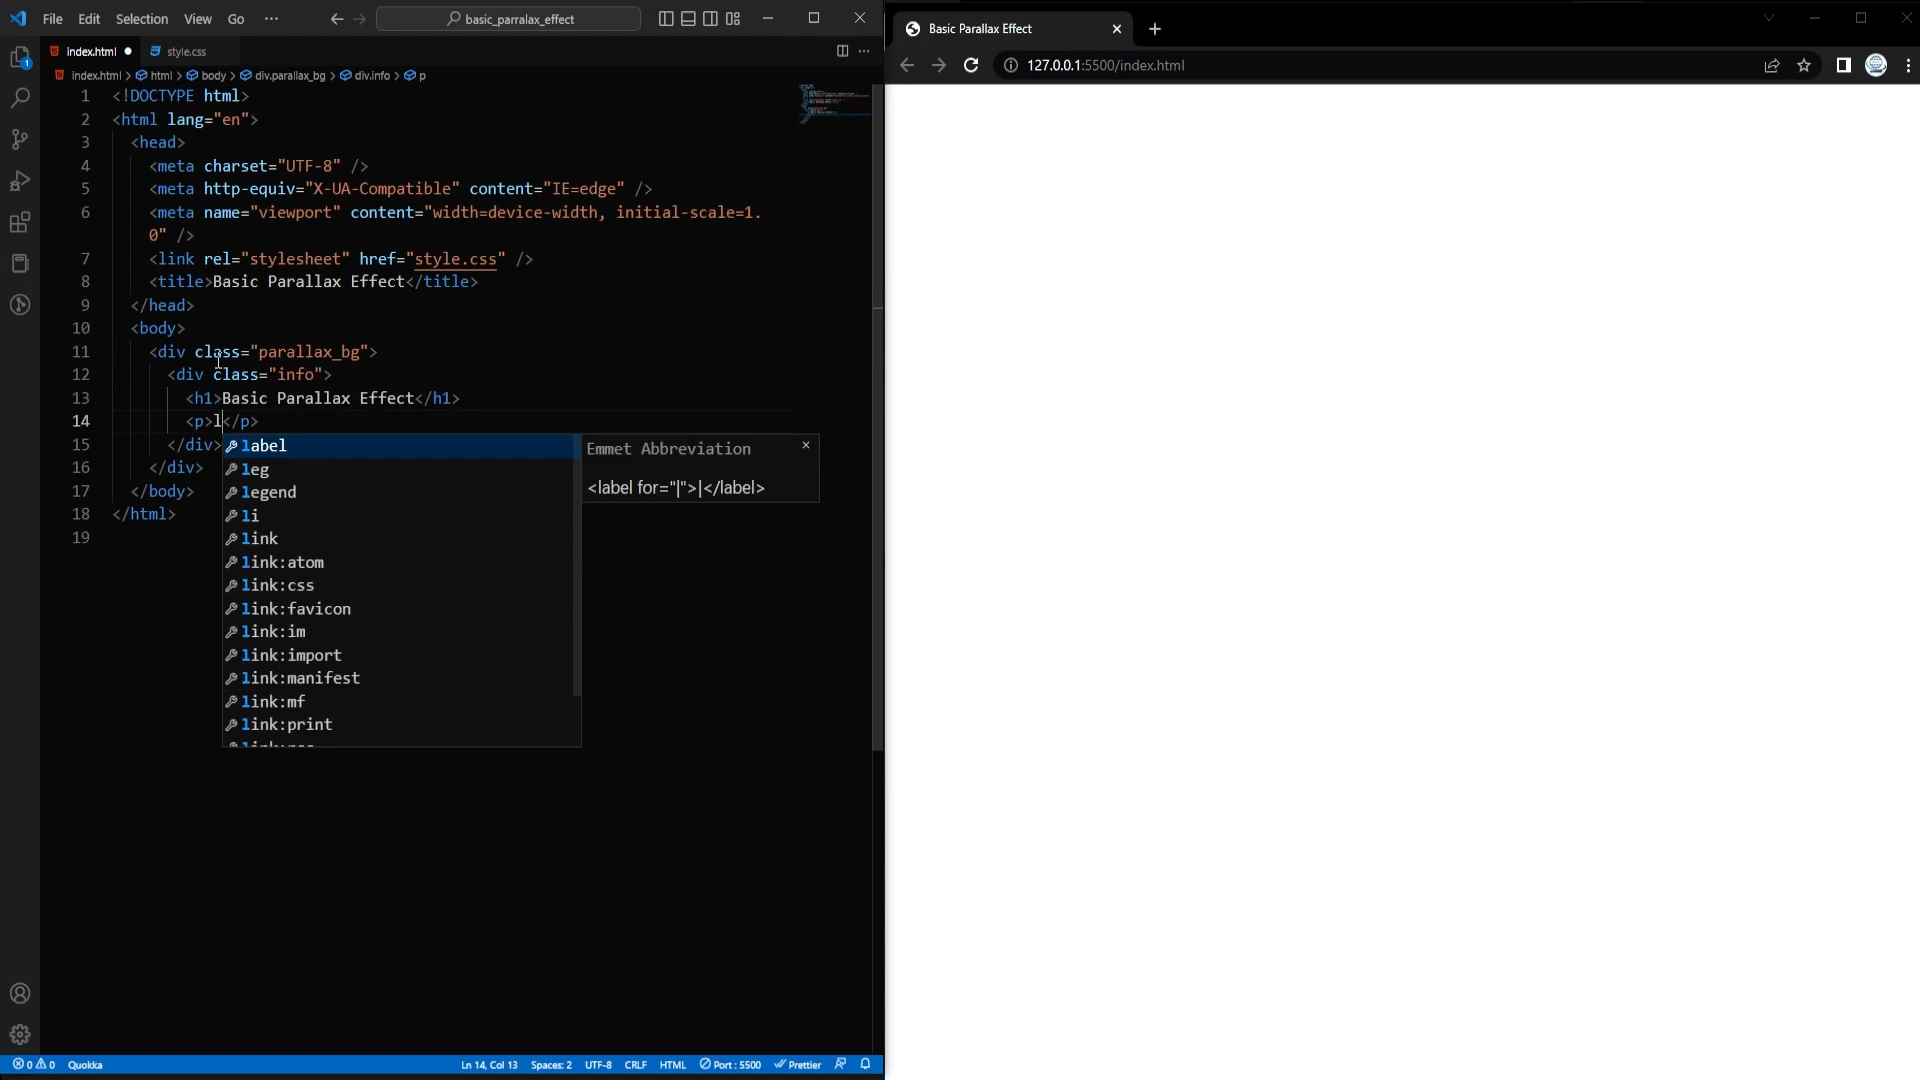 File Edit Selection View Go ··· basic_parralax_effect
index.html style.css
index.html > html > body > div.parallax_bg > div.info > p
1 <!DOCTYPE html>
2 <html lang="en">
3 <head>
4 <meta charset="UTF-8" />
5 <meta http-equiv="X-UA-Compatible" content="IE=edge" />
6 <meta name="viewport" content="width=device-width, initial-scale=1.
0" />
7 <link rel="stylesheet" href="style.css" />
8 <title>Basic Parallax Effect</title>
9 </head>
10 <body>
11 <div class="parallax_bg">
12 <div class="info">
13 <h1>Basic Parallax Effect</h1>
14 <p>l</p>
15 </div>
16 </div>
17 </body>
18 </html>
19
label
leg
legend
li
link
link:atom
link:css
link:favicon
link:im
link:import
link:manifest
link:mf
link:print
Emmet Abbreviation
<label for="|">|</label>
1
0 0 Quokka Ln 14, Col 13 Spaces: 2 UTF-8 CRLF HTML Port : 5500 Prettier
Basic Parallax Effect
127.0.0.1:5500/index.html